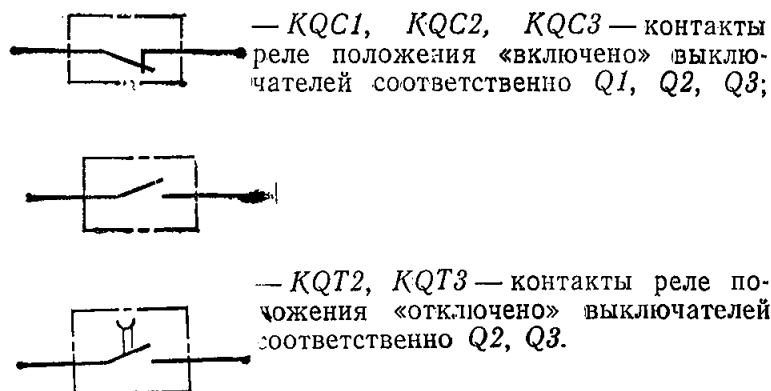 — KQC1, KQC2, KQC3 — контакты
реле положения «включено» выклю-
чателей соответственно Q1, Q2, Q3;
— KQT2, KQT3 — контакты реле по-
ложения «отключено» выключателей
соответственно Q2, Q3.